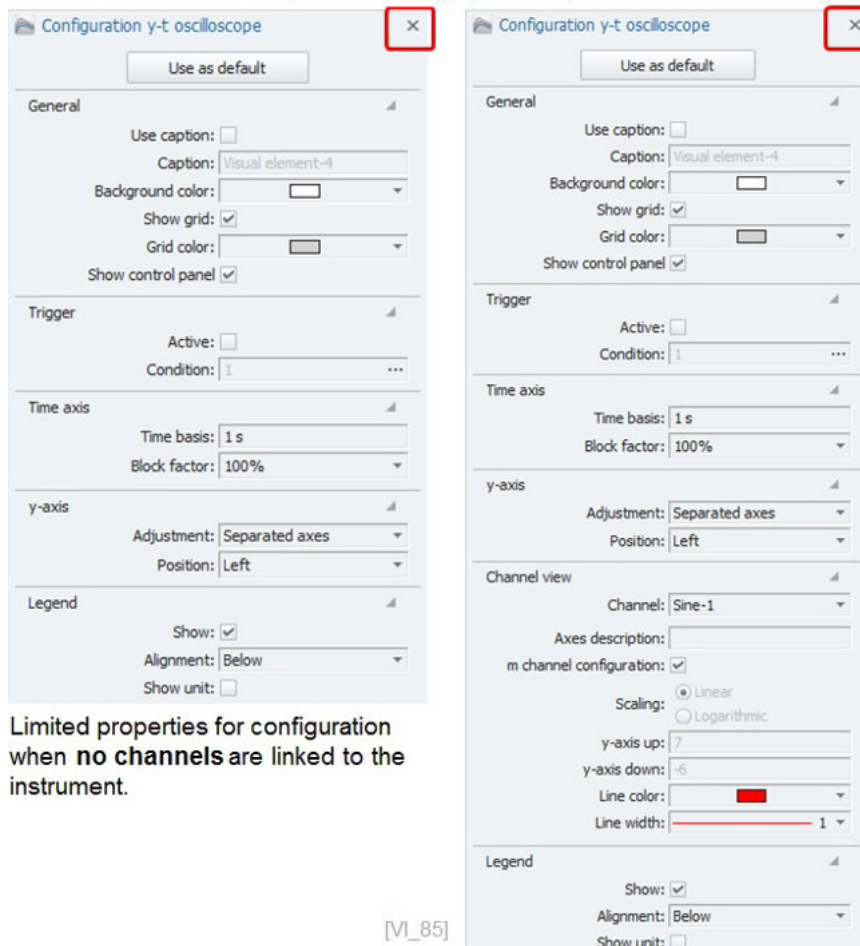 Configuration y-t oscilloscope
Use as default
General
Use caption:
Caption: Visual element-4
Background color:
Show grid:
Grid color:
Show control panel
Trigger
Active:
Condition: 1 ...
Time axis
Time basis: 1 s
Block factor: 100%
y-axis
Adjustment: Separated axes
Position: Left
Legend
Show:
Alignment: Below
Show unit:
Limited properties for configuration
when no channels are linked to the
instrument.
[VI_85]
Configuration y-t oscilloscope
Use as default
General
Use caption:
Caption: Visual element-4
Background color:
Show grid:
Grid color:
Show control panel
Trigger
Active:
Condition: 1 ...
Time axis
Time basis: 1 s
Block factor: 100%
y-axis
Adjustment: Separated axes
Position: Left
Channel view
Channel: Sine-1
Axes description:
m channel configuration:
Scaling:
Linear
Logarithmic
y-axis up: 7
y-axis down: -6
Line color:
Line width: 1
Legend
Show:
Alignment: Below
Show unit: